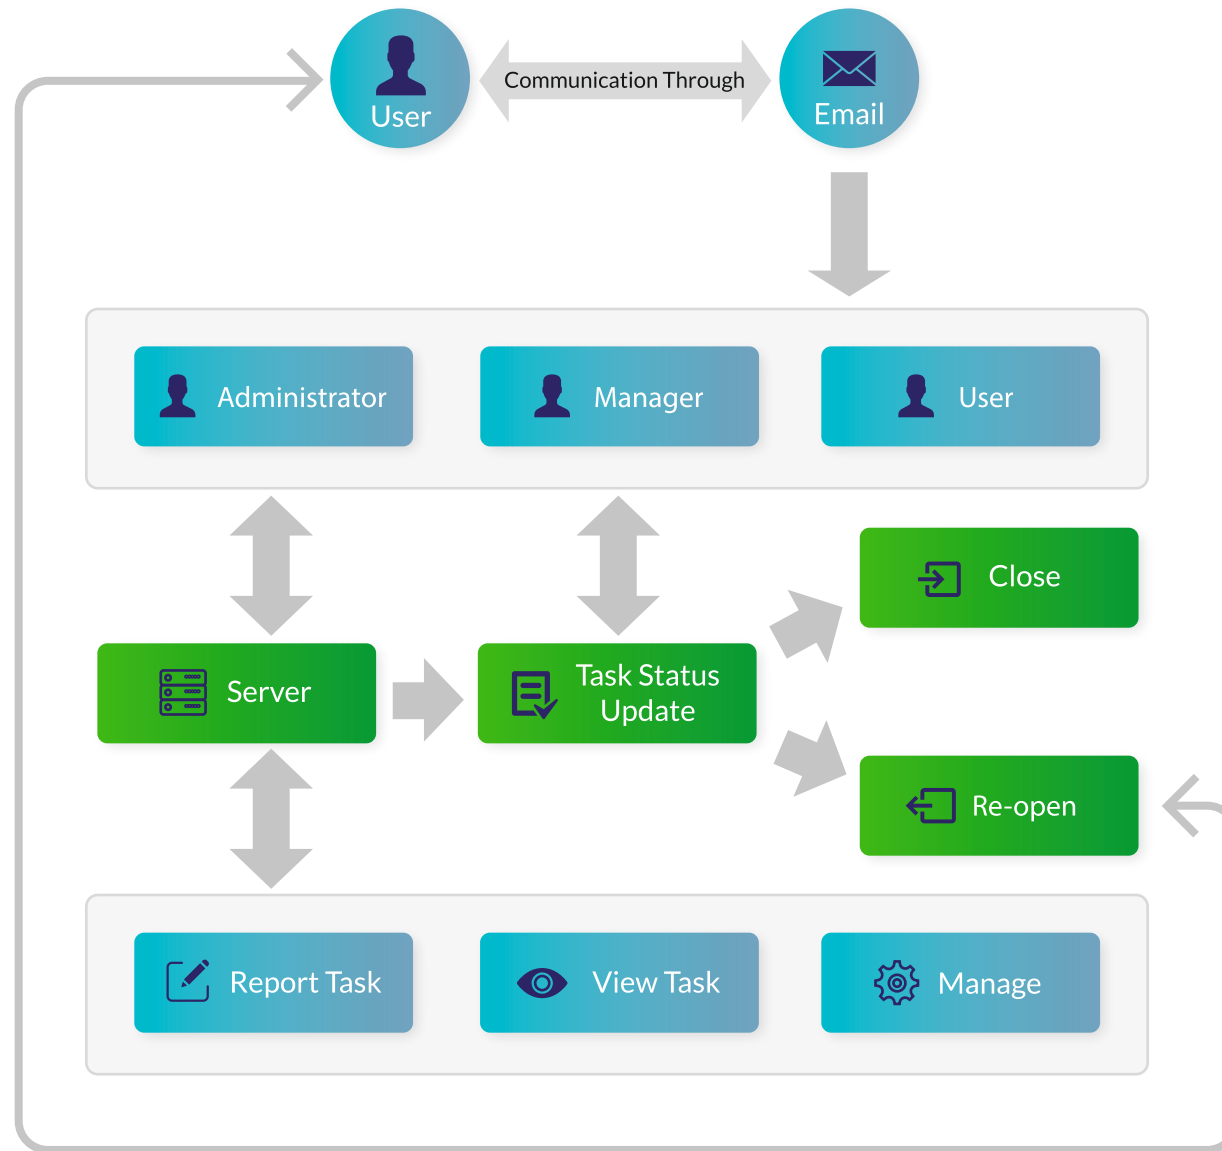 User
Communication Through
Email
Administrator
Manager
User
Close
Server
Task Status
Update
Re-open
Report Task
View Task
Manage